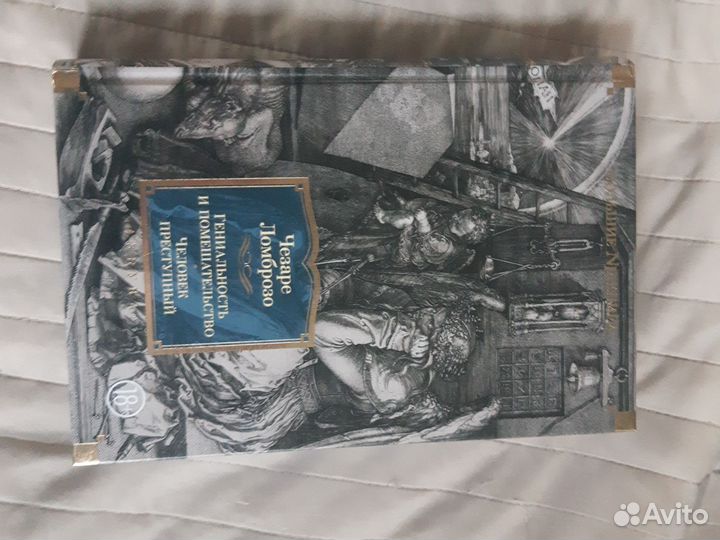 Чезаре
Ломброзо
Гениальность
и помешательство
Человек
преступный
18+
Avito